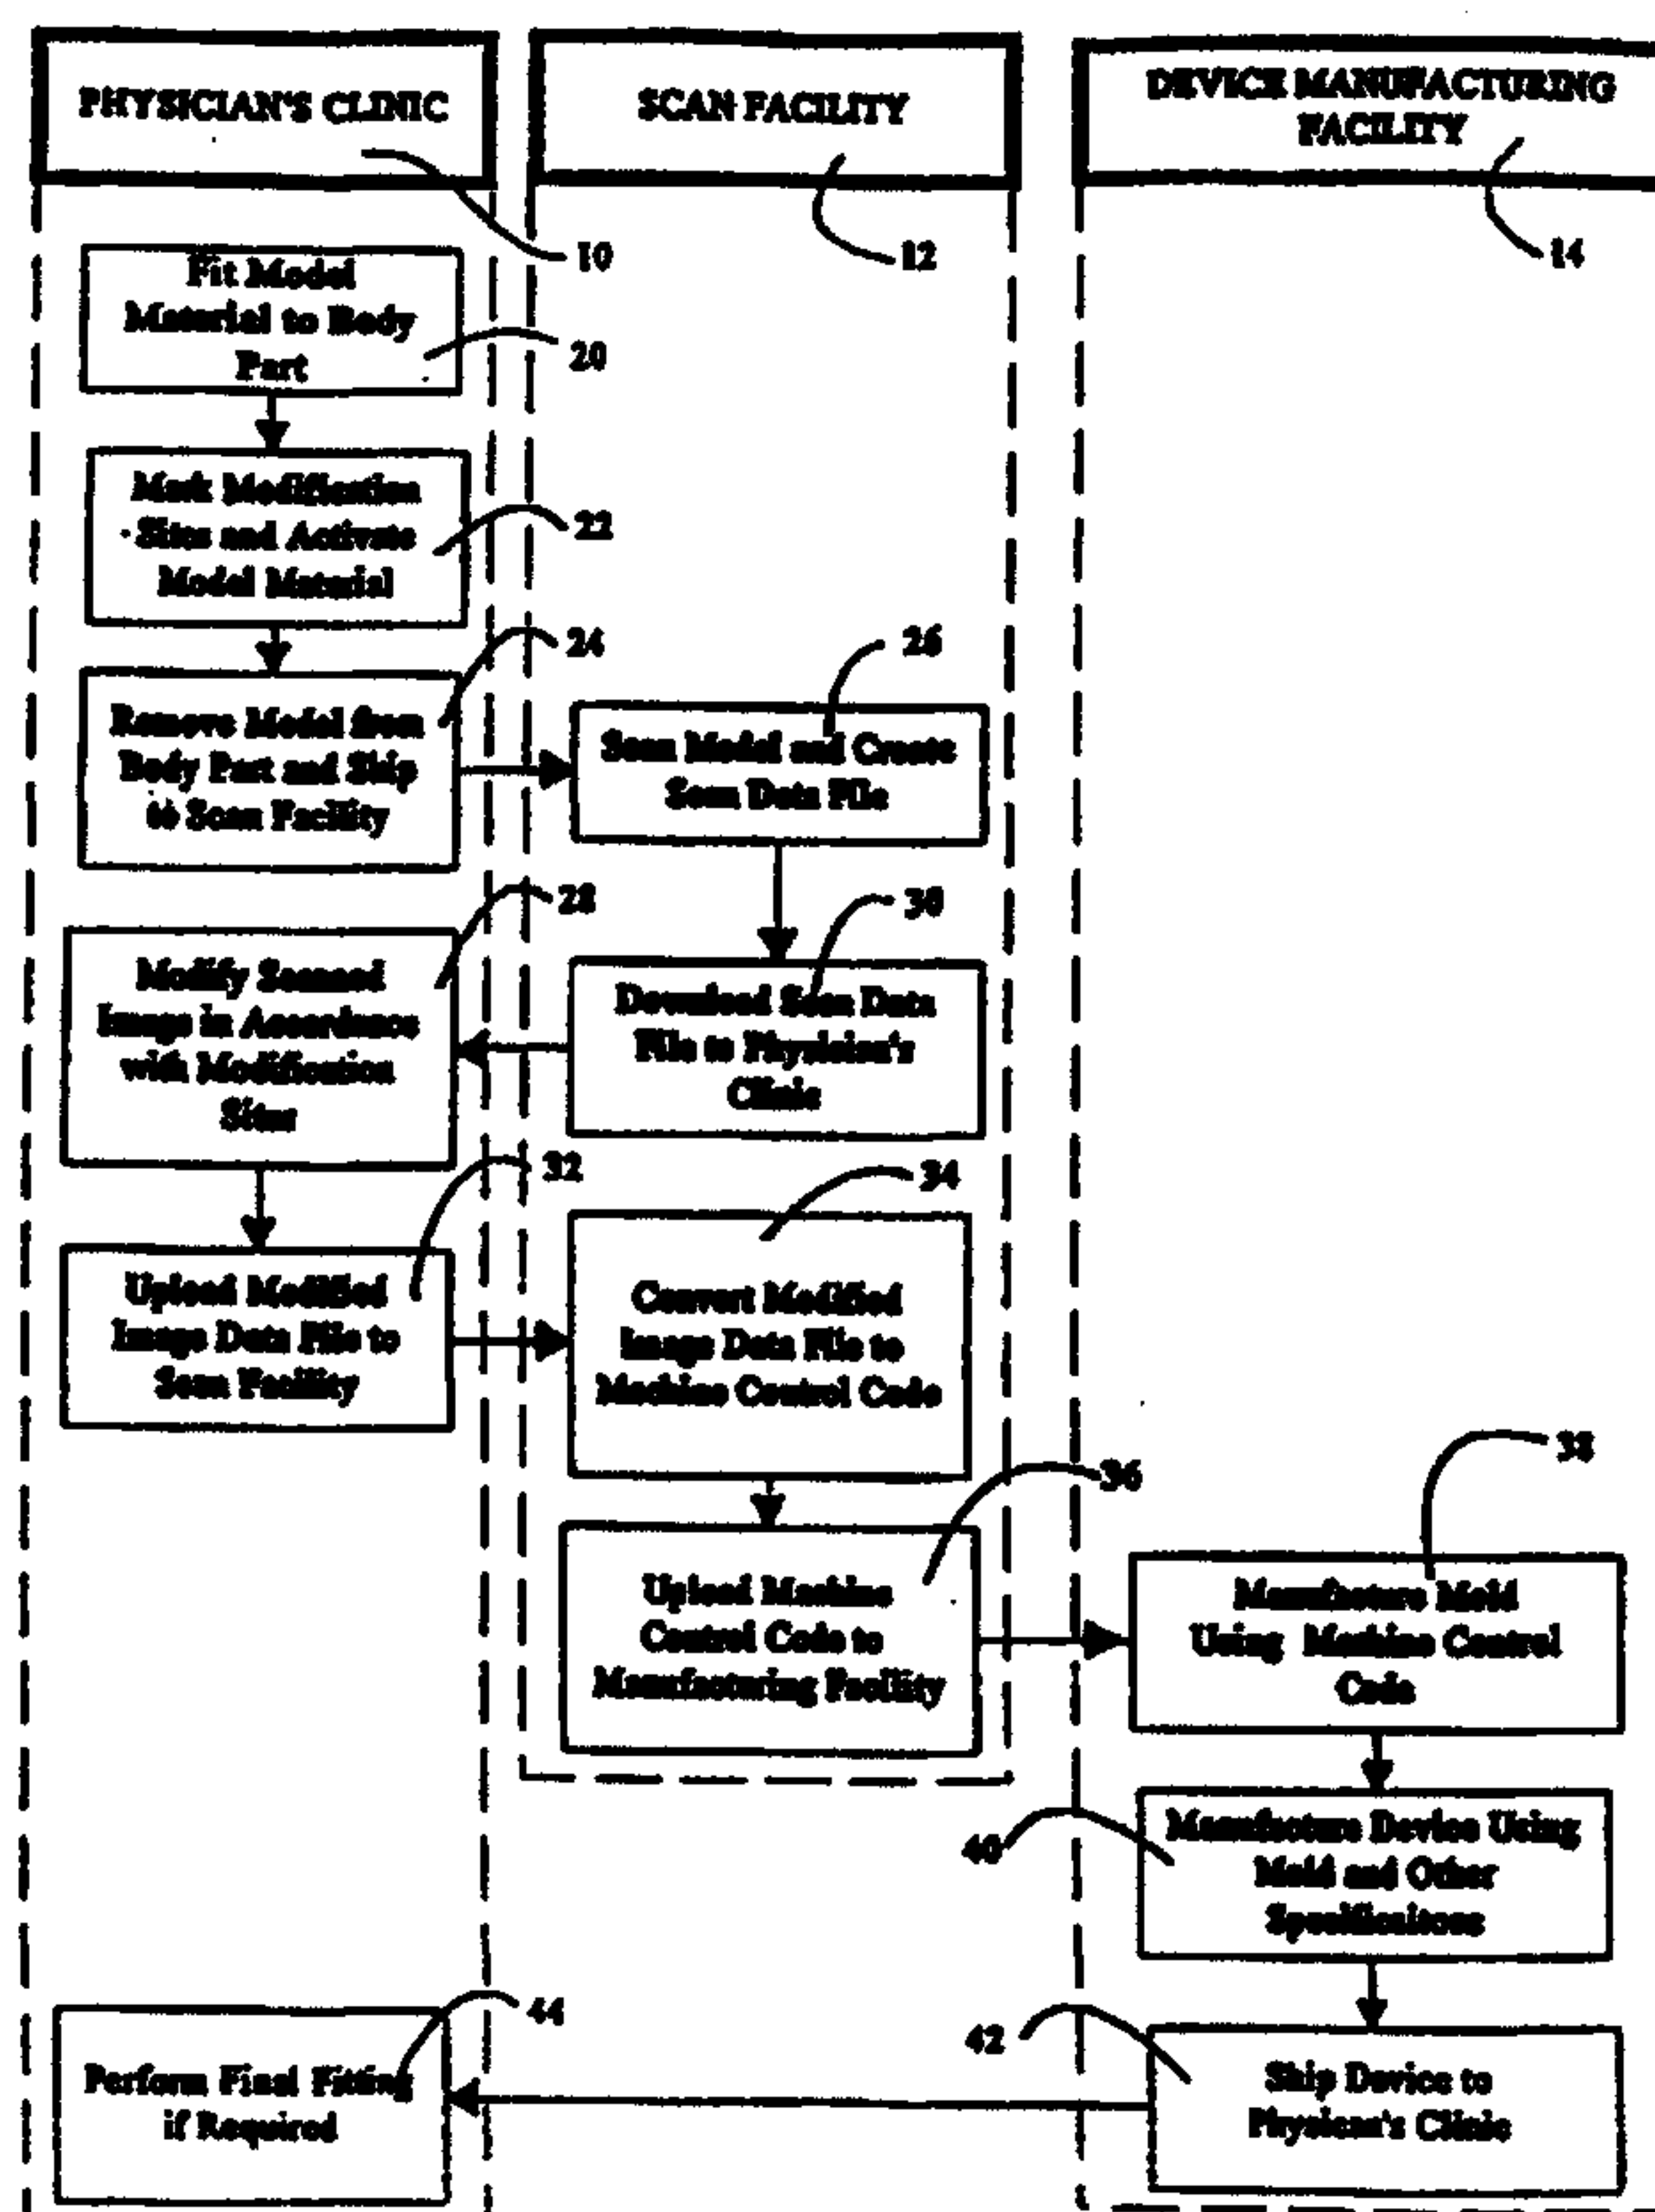 PHYSICIAN'S CLINIC
SCAN FACILITY
DEVICE MANUFACTURING
FACILITY
10
12
14
Fit Model
Material to Body
Part
20
Mark Modification
Sites and Activate
Model Material
22
24
Remove Model from
Body Part and Ship
to Scan Facility
26
Scan Model and Create
Scan Data File
28
Modify Scanned
Image in Accordance
with Modification
Sites
30
Download Scan Data
File to Physician's
Clinic
32
Upload Modified
Image Data File to
Scan Facility
34
Convert Modified
Image Data File to
Machine Control Code
36
Upload Machine
Control Code to
Manufacturing Facility
38
Manufacture Mold
Using Machine Control
Code
40
Manufacture Device Using
Mold and Other
Specificaitons
42
Ship Device to
Physican's Clinic
44
Perform Final Fitting
if Required